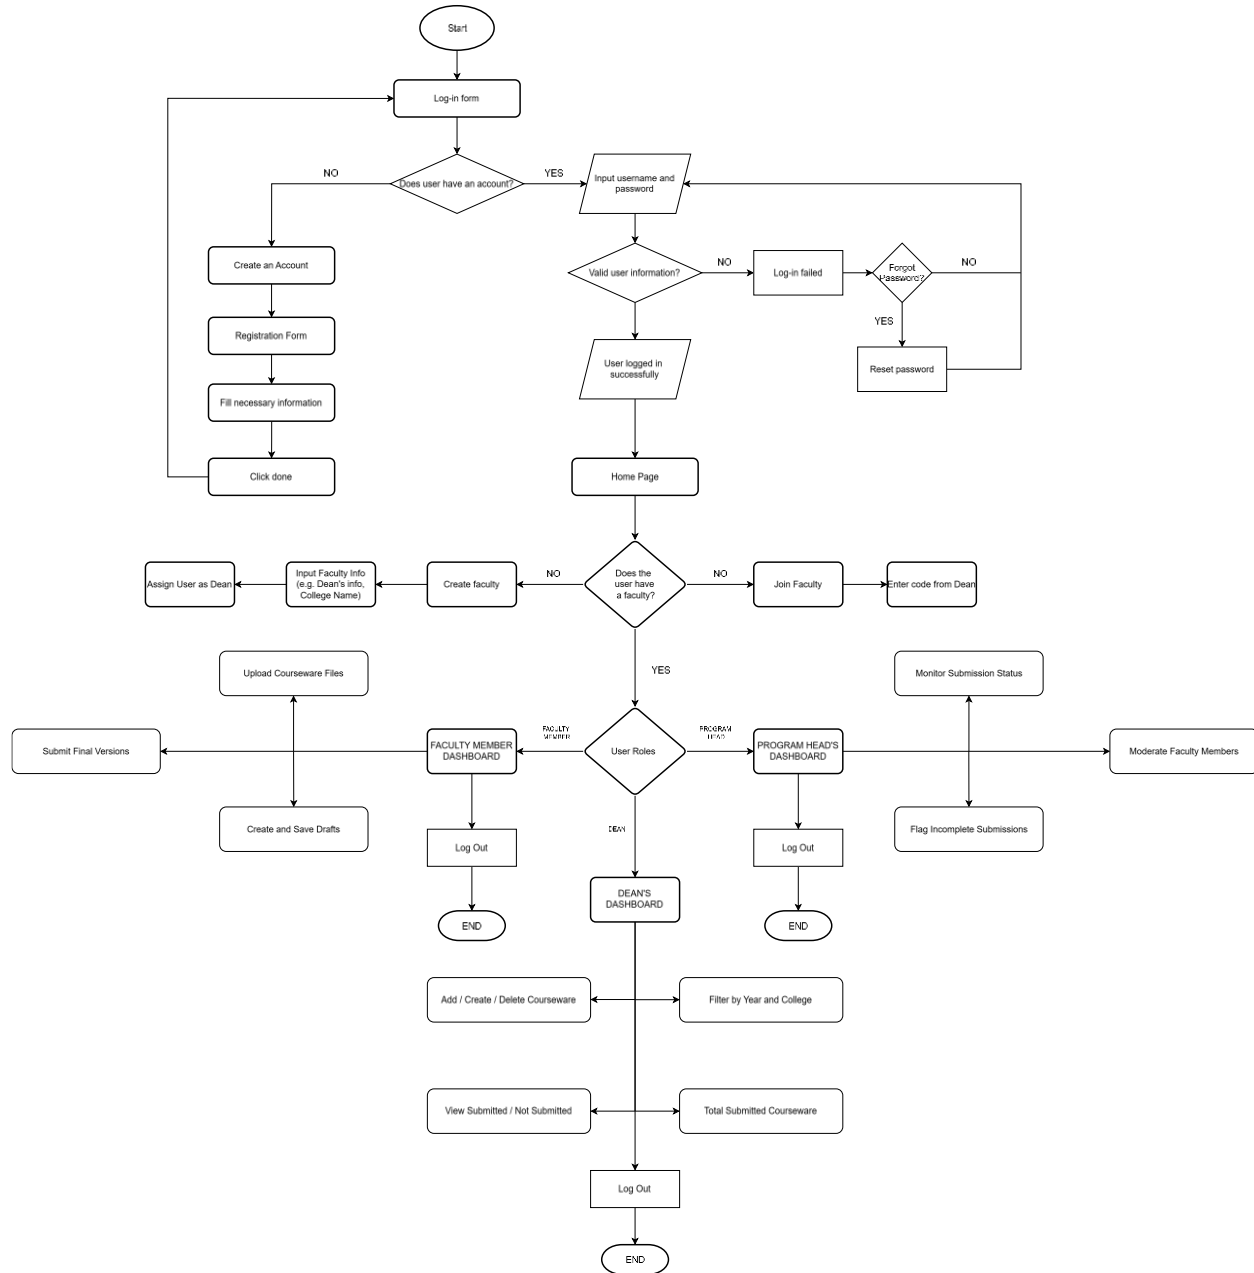 Start
Log-in form
NO
Does user have an account?
YES
Input username and
password
Create an Account
Valid user information?
NO
Log-in failed
Forgot
Password?
NO
Registration Form
YES
User logged in
successfully
Reset password
Fill necessary information
Click done
Home Page
Assign User as Dean
Input Faculty Info
(e.g. Dean's info,
College Name)
Create faculty
NO
Does the
user have
a faculty?
NO
Join Faculty
Enter code from Dean
YES
Upload Courseware Files
Monitor Submission Status
Submit Final Versions
FACULTY MEMBER
DASHBOARD
FACULTY
MEMBER
User Roles
PROGRAM
HEAD
PROGRAM HEAD'S
DASHBOARD
Moderate Faculty Members
Create and Save Drafts
DEAN
Flag Incomplete Submissions
Log Out
Log Out
DEAN'S
DASHBOARD
END
END
Add / Create / Delete Courseware
Filter by Year and College
View Submitted / Not Submitted
Total Submitted Courseware
Log Out
END